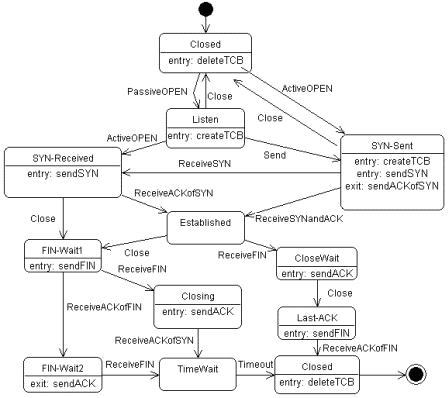 Closed
entry: deleteTCB
PassiveOPEN
Close
ActiveOPEN
Close
Listen
entry: createTCB
ActiveOPEN
Send
SYN-Sent
entry: createTCB
entry: sendSYN
exit: sendACKofSYN
SYN-Received
entry: sendSYN
ReceiveSYN
ReceiveACKofSYN
Close
Established
ReceiveSYNandACK
FIN-Wait1
entry: sendFIN
Close
ReceiveFIN
ReceiveFIN
CloseWait
entry: sendACK
Closing
entry: sendACK
Close
Last-ACK
entry: sendFIN
ReceiveACKofFIN
ReceiveACKofSYN
ReceiveACKofFIN
FIN-Wait2
exit: sendACK
ReceiveFIN
TimeWait
Timeout
Closed
entry: deleteTCB